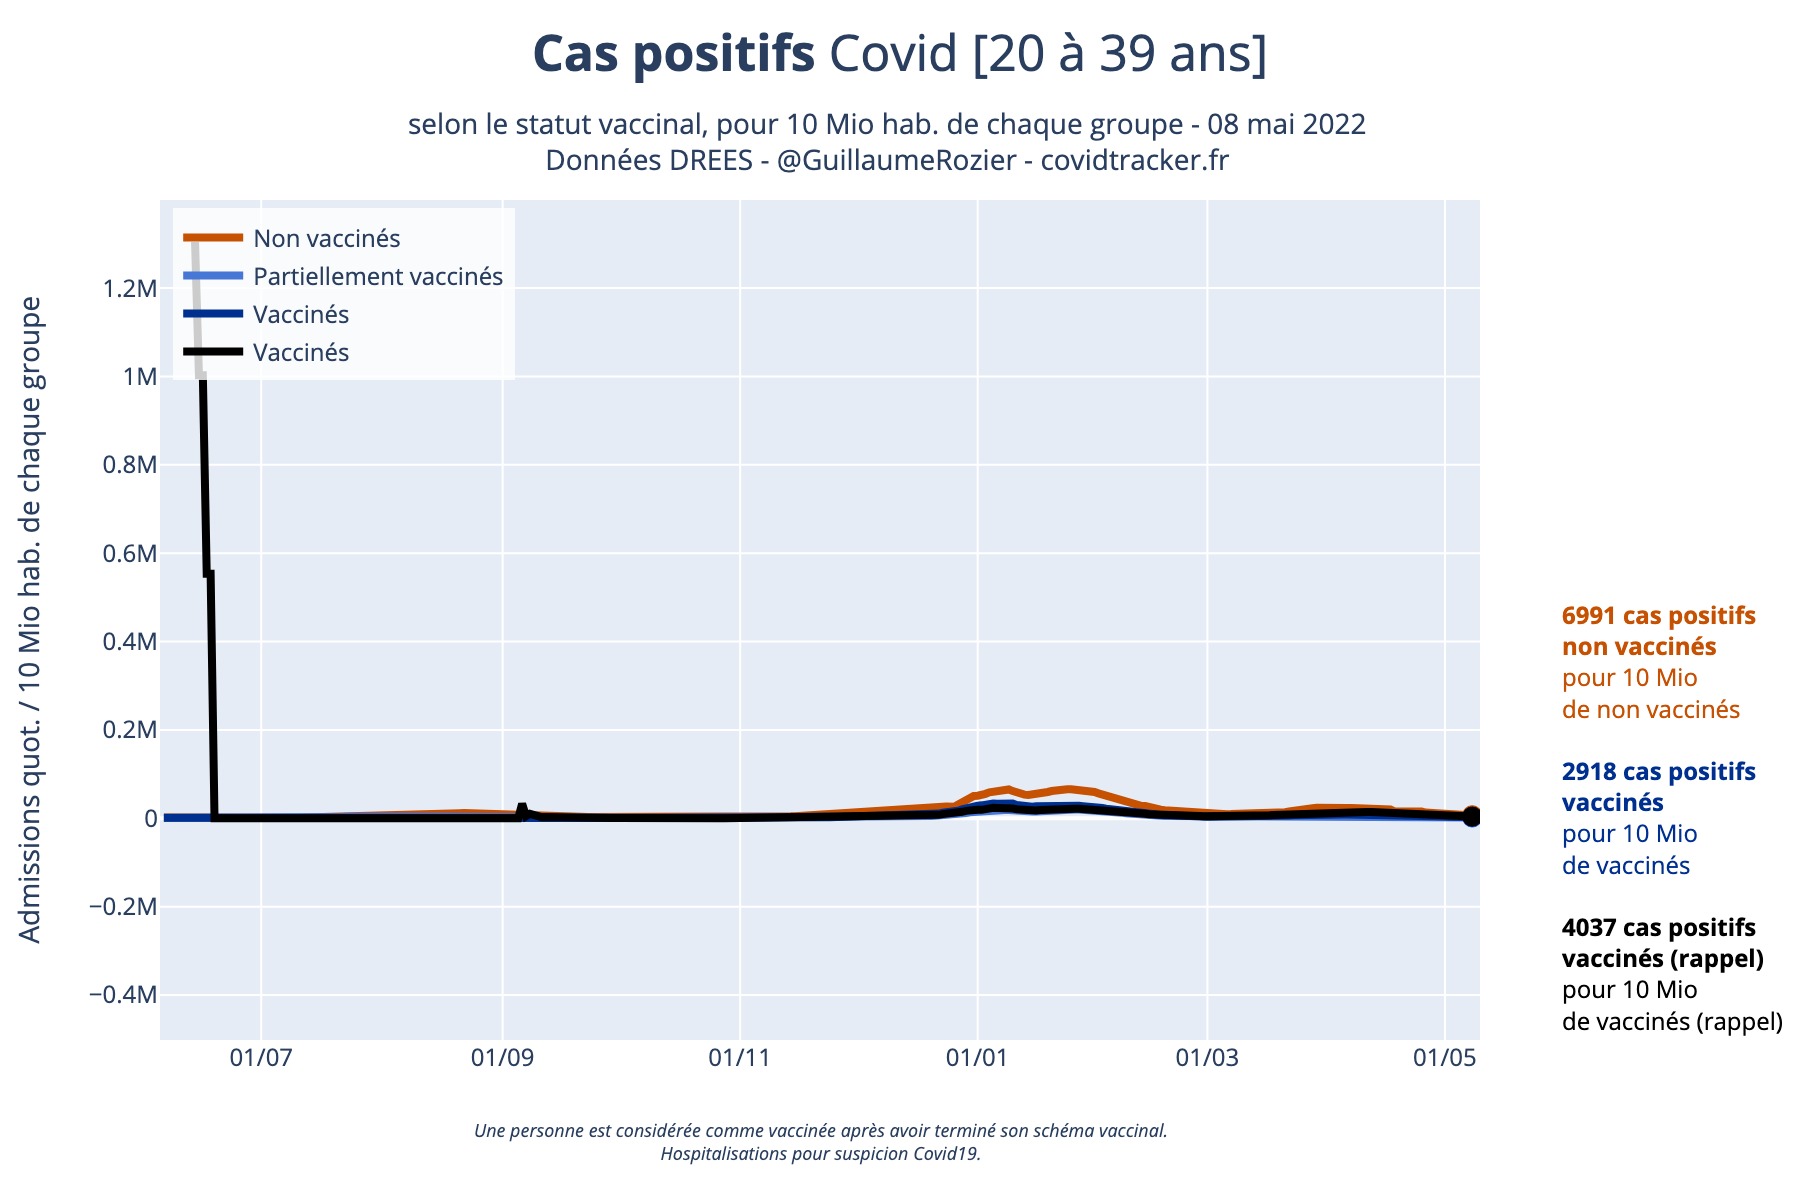 Cas positifs Covid [20 à 39 ans]
selon le statut vaccinal, pour 10 Mio hab. de chaque groupe - 08 mai 2022
Données DREES - @GuillaumeRozier - covidtracker.fr
Non vaccinés
Partiellement vaccinés
Vaccinés
Vaccinés
Admissions quot. / 10 Mio hab. de chaque groupe
1.2M
1M
0.8M
0.6M
0.4M
0.2M
0
−0.2M
−0.4M
01/07
01/09
01/11
01/01
01/03
01/05
6991 cas positifs
non vaccinés
pour 10 Mio
de non vaccinés
2918 cas positifs
vaccinés
pour 10 Mio
de vaccinés
4037 cas positifs
vaccinés (rappel)
pour 10 Mio
de vaccinés (rappel)
Une personne est considérée comme vaccinée après avoir terminé son schéma vaccinal.
Hospitalisations pour suspicion Covid19.